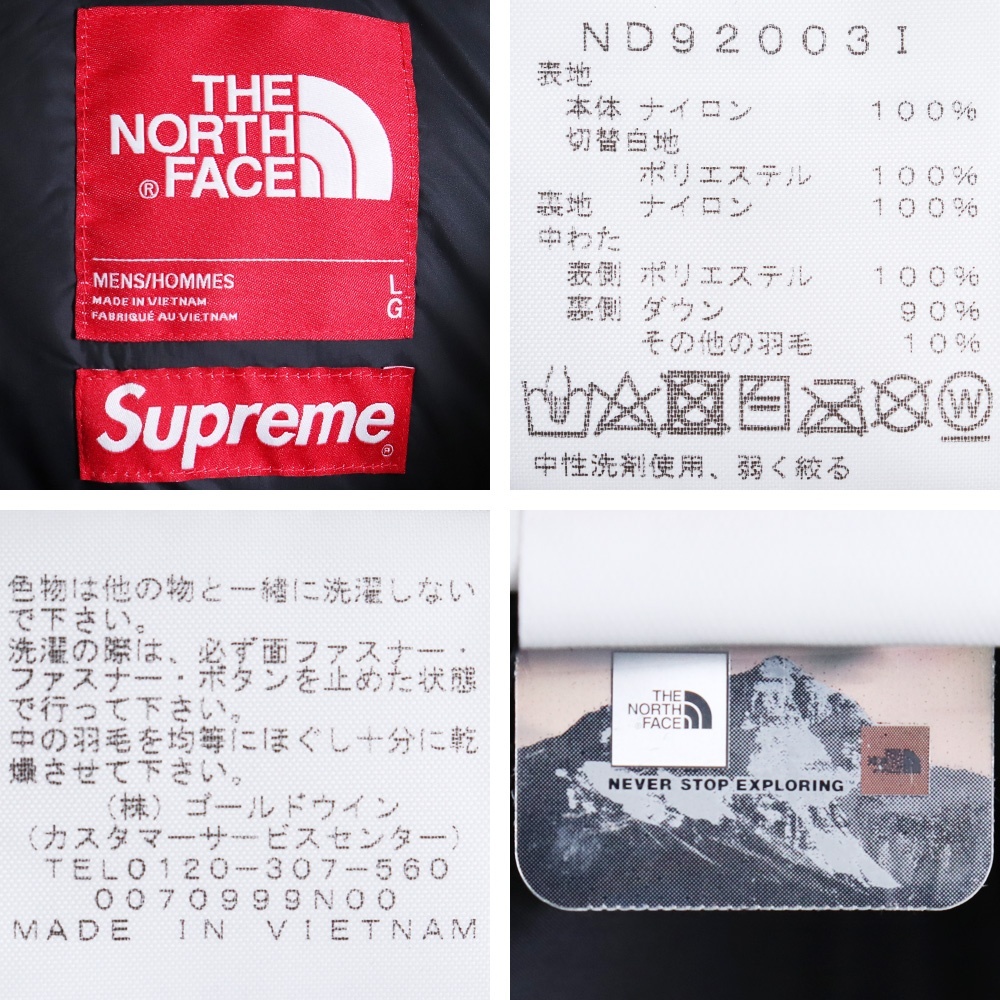 THE
NORTH
FACE
®
MENS/HOMMES
MADE IN VIETNAM
FABRIQUÉ AU VIETNAM
L
G
Supreme
®
ND92003I
表地
本体 ナイロン 100%
切替白地
ポリエステル 100%
裏地 ナイロン 100%
中わた
表側 ポリエステル 100%
裏側 ダウン 90%
その他の羽毛 10%
W
中性洗剤使用、弱く絞る
色物は他の物と一緒に洗濯しない
で下さい。
洗濯の際は、必ず面ファスナー・
ファスナー・ボタンを止めた状態
で行って下さい。
中の羽毛を均等にほぐし十分に乾
燥させて下さい。
(株)ゴールドウイン
(カスタマーサービスセンター)
TEL0120-307-560
0070999N00
MADE IN VIETNAM
THE
NORTH
FACE
NEVER STOP EXPLORING